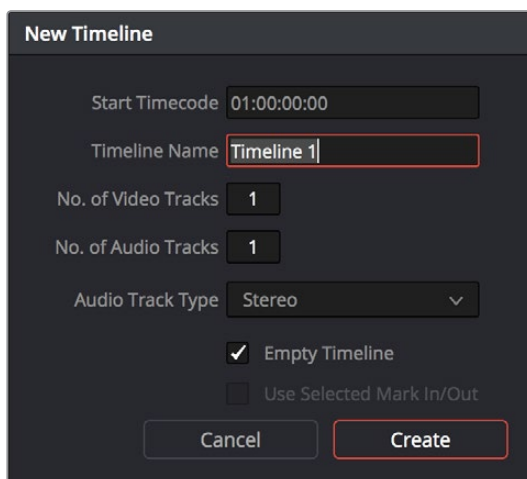 New Timeline
Start Timecode 01:00:00:00
Timeline Name Timeline 1
No. of Video Tracks 1
No. of Audio Tracks 1
Audio Track Type Stereo
Empty Timeline
Use Selected Mark In/Out
Cancel Create